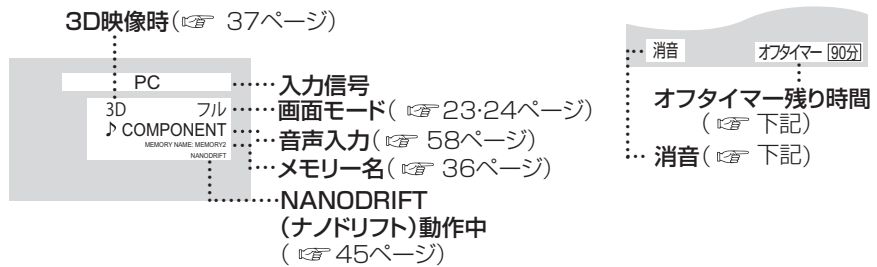 3D映像時(☞ 37ページ)
PC
3D フル
♪ COMPONENT
MEMORY NAME: MEMORY2
NANODRIFT
入力信号
画面モード( ☞ 23·24ページ)
音声入力( ☞ 58ページ)
メモリー名( ☞ 36ページ)
NANODRIFT
(ナノドリフト)動作中
( ☞ 45ページ)
消音 オフタイマー 90分
オフタイマー残り時間
( ☞ 下記)
消音( ☞ 下記)